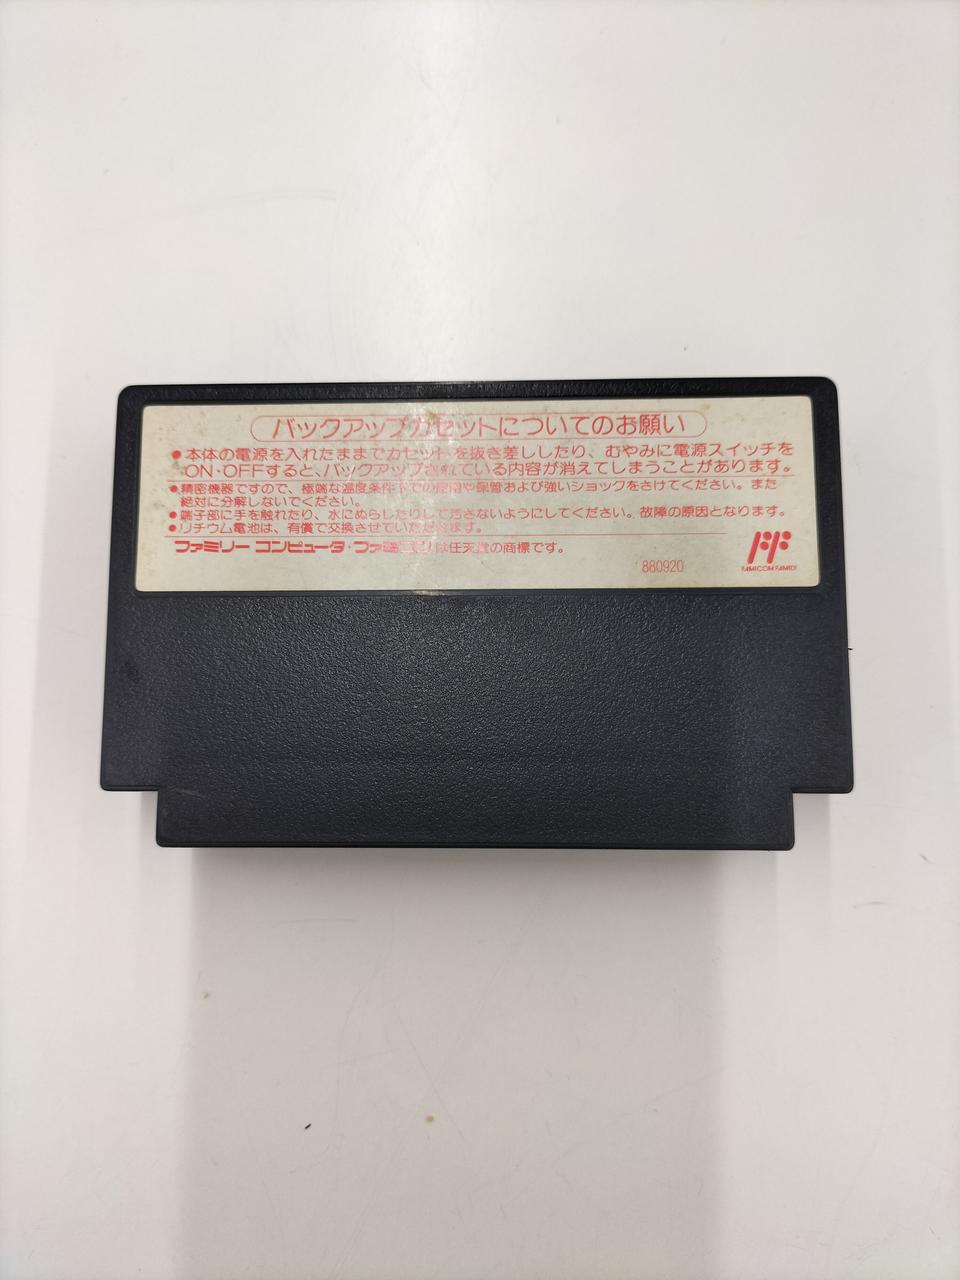 バックアップカセットについてのお願い
●本体の電源を入れたままでカセットを抜き差ししたり、むやみに電源スイッチを
ON・OFFすると、バックアップされている内容が消えてしまうことがあります。
●精密機器ですので、極端な温度条件下での使用や保管および強いショックをさけてください。また
絶対に分解しないでください。
●端子部に手を触れたり、水にぬらしたりして汚さないようにしてください。故障の原因となります。
●リチウム電池は、有償で交換させていただきます。
ファミリーコンピュータ・ファミコンは任天堂の商標です。
880920
FAMICOM FAMILY